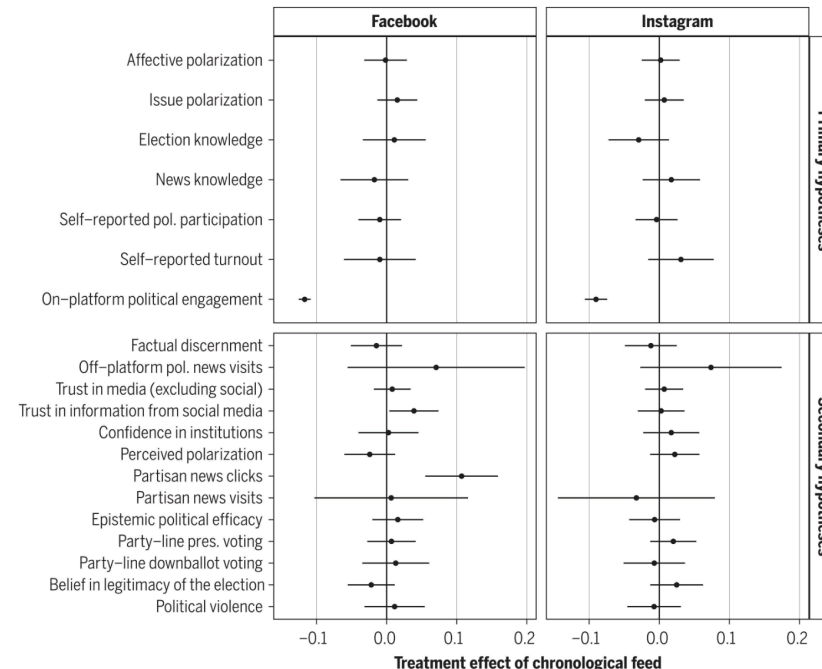 Facebook
Instagram
Affective polarization
Issue polarization
Election knowledge
News knowledge
Self−reported pol. participation
Self−reported turnout
On−platform political engagement
Factual discernment
Off−platform pol. news visits
Trust in media (excluding social)
Trust in information from social media
Confidence in institutions
Perceived polarization
Partisan news clicks
Partisan news visits
Epistemic political efficacy
Party−line pres. voting
Party−line downballot voting
Belief in legitimacy of the election
Political violence
−0.1 0.0 0.1 0.2
−0.1 0.0 0.1 0.2
Treatment effect of chronological feed